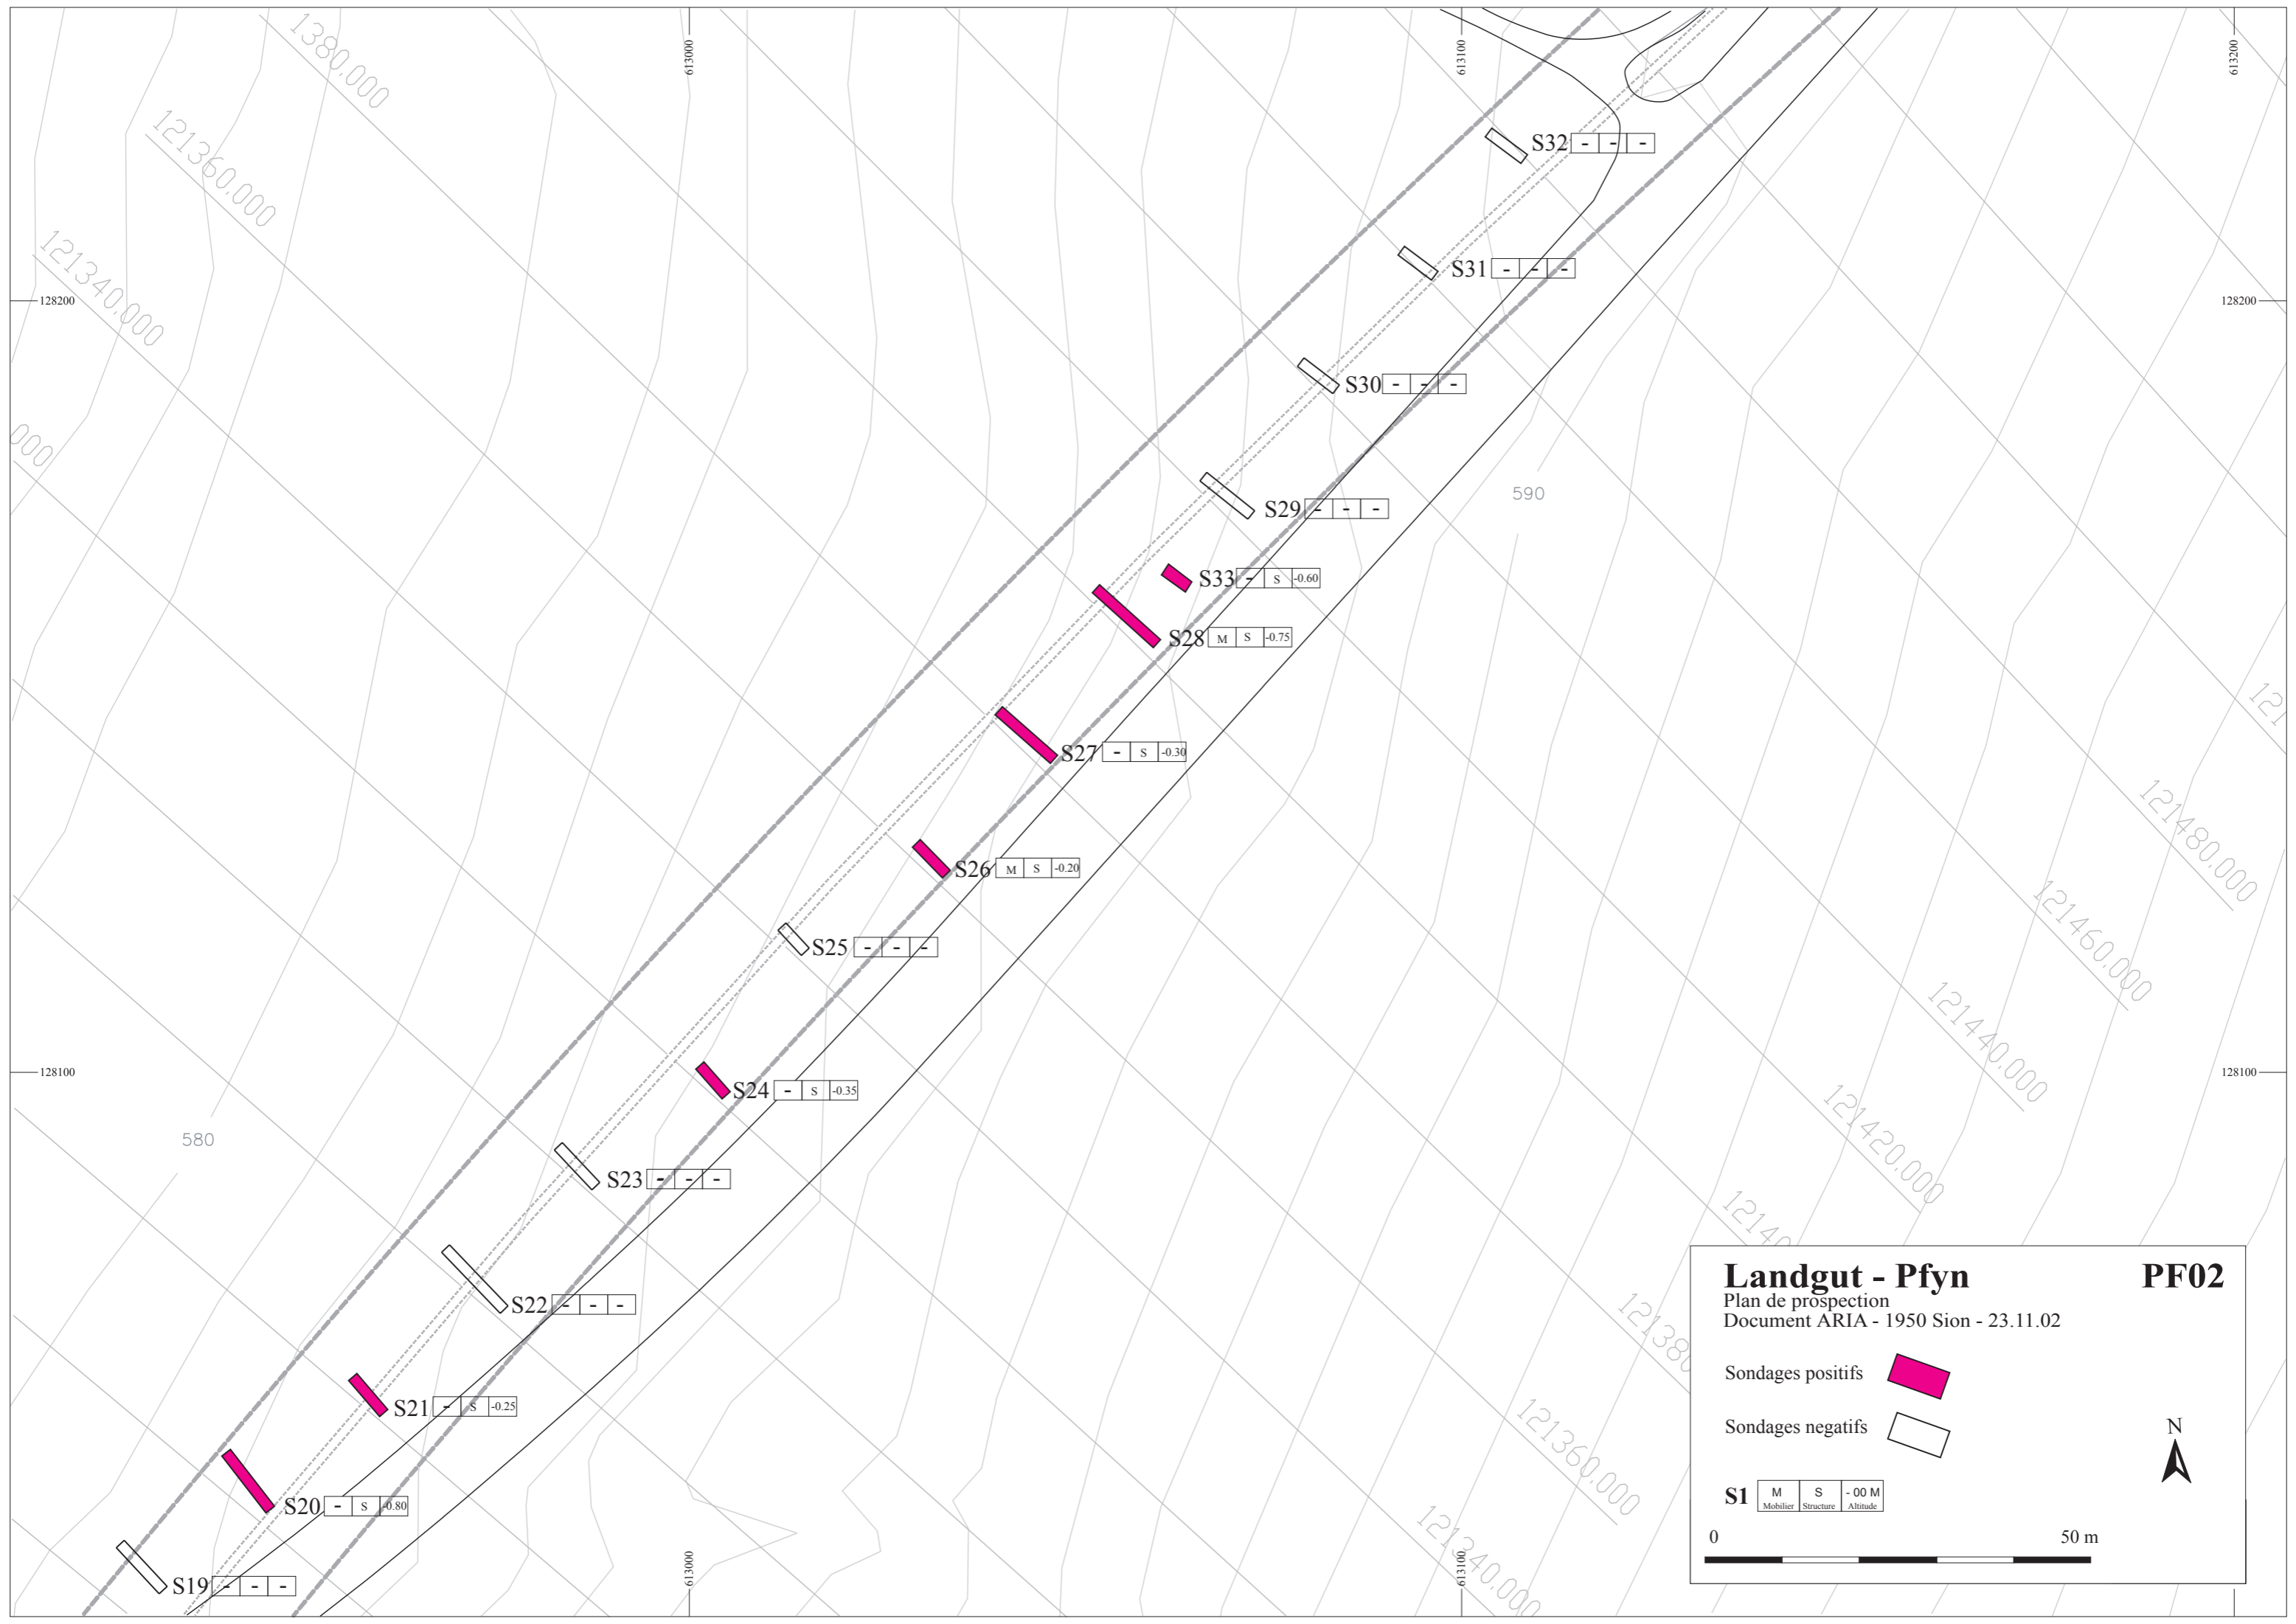 613000
613100
613200
1380.000
121360.000
121340.000
000
128200
128200
S32 - - -
S31 - - -
S30 - - -
590
S29 - - -
S33 - S -0.60
S28 M S -0.75
S27 - S -0.30
S26 M S -0.20
S25 - - -
S24 - S -0.35
S23 - - -
S22 - - -
S21 - S -0.25
S20 - S -0.80
S19 - - -
128100
128100
580
121
121480.000
121460.000
121440.000
121420.000
12140
121380
121360.000
121340.000
613000
613100
Landgut - Pfyn PF02
Plan de prospection
Document ARIA - 1950 Sion - 23.11.02
Sondages positifs
Sondages negatifs
N
S1 M S - 00 M
Mobilier Structure Altitude
0 50 m